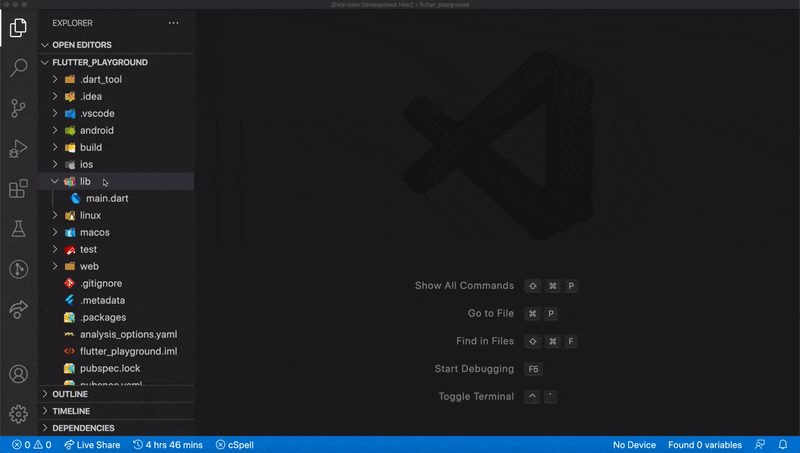 [Extension Development Host] - flutter_playground
EXPLORER
OPEN EDITORS
FLUTTER_PLAYGROUND
.dart_tool
.idea
.vscode
android
build
ios
lib
main.dart
linux
macos
test
web
.gitignore
.metadata
.packages
analysis_options.yaml
flutter_playground.iml
pubspec.lock
pubspec.yaml
OUTLINE
TIMELINE
DEPENDENCIES
Show All Commands ⇧ ⌘ P
Go to File ⌘ P
Find in Files ⇧ ⌘ F
Start Debugging F5
Toggle Terminal ^ `
0 0 Live Share 4 hrs 46 mins cSpell No Device Found 0 variables